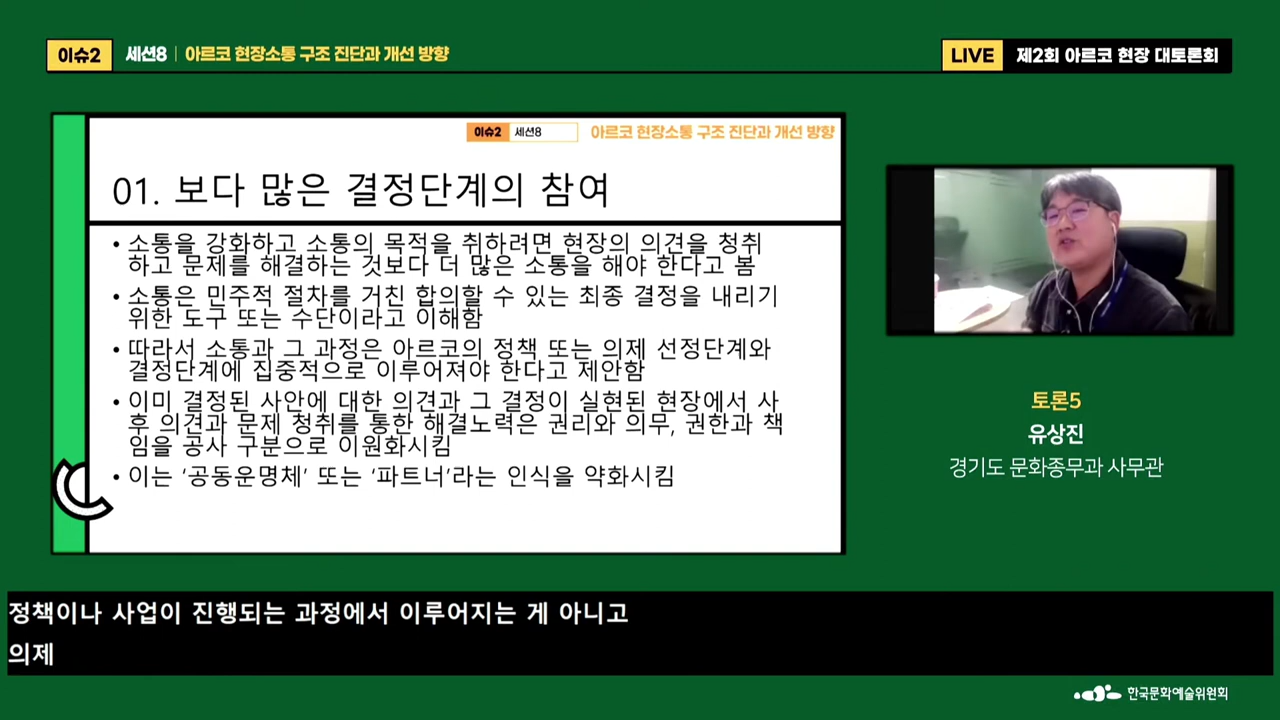 이슈2 세션8 아르코 현장소통 구조 진단과 개선 방향
LIVE 제2회 아르코 현장 대토론회
이슈2 세션8 아르코 현장소통 구조 진단과 개선 방향
01. 보다 많은 결정단계의 참여
• 소통을 강화하고 소통의 목적을 취하려면 현장의 의견을 청취
하고 문제를 해결하는 것보다 더 많은 소통을 해야 한다고 봄
• 소통은 민주적 절차를 거친 합의할 수 있는 최종 결정을 내리기
위한 도구 또는 수단이라고 이해함
• 따라서 소통과 그 과정은 아르코의 정책 또는 의제 선정단계와
결정단계에 집중적으로 이루어져야 한다고 제안함
• 이미 결정된 사안에 대한 의견과 그 결정이 실현된 현장에서 사
후 의견과 문제 청취를 통한 해결노력은 권리와 의무, 권한과 책
임을 공사 구분으로 이원화시킴
• 이는 ‘공동운명체’ 또는 ‘파트너’라는 인식을 약화시킴
토론5
유상진
경기도 문화종무과 사무관
정책이나 사업이 진행되는 과정에서 이루어지는 게 아니고
의제
한국문화예술위원회